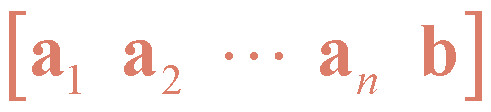 [a₁ a₂ ⋯ aₙ b]